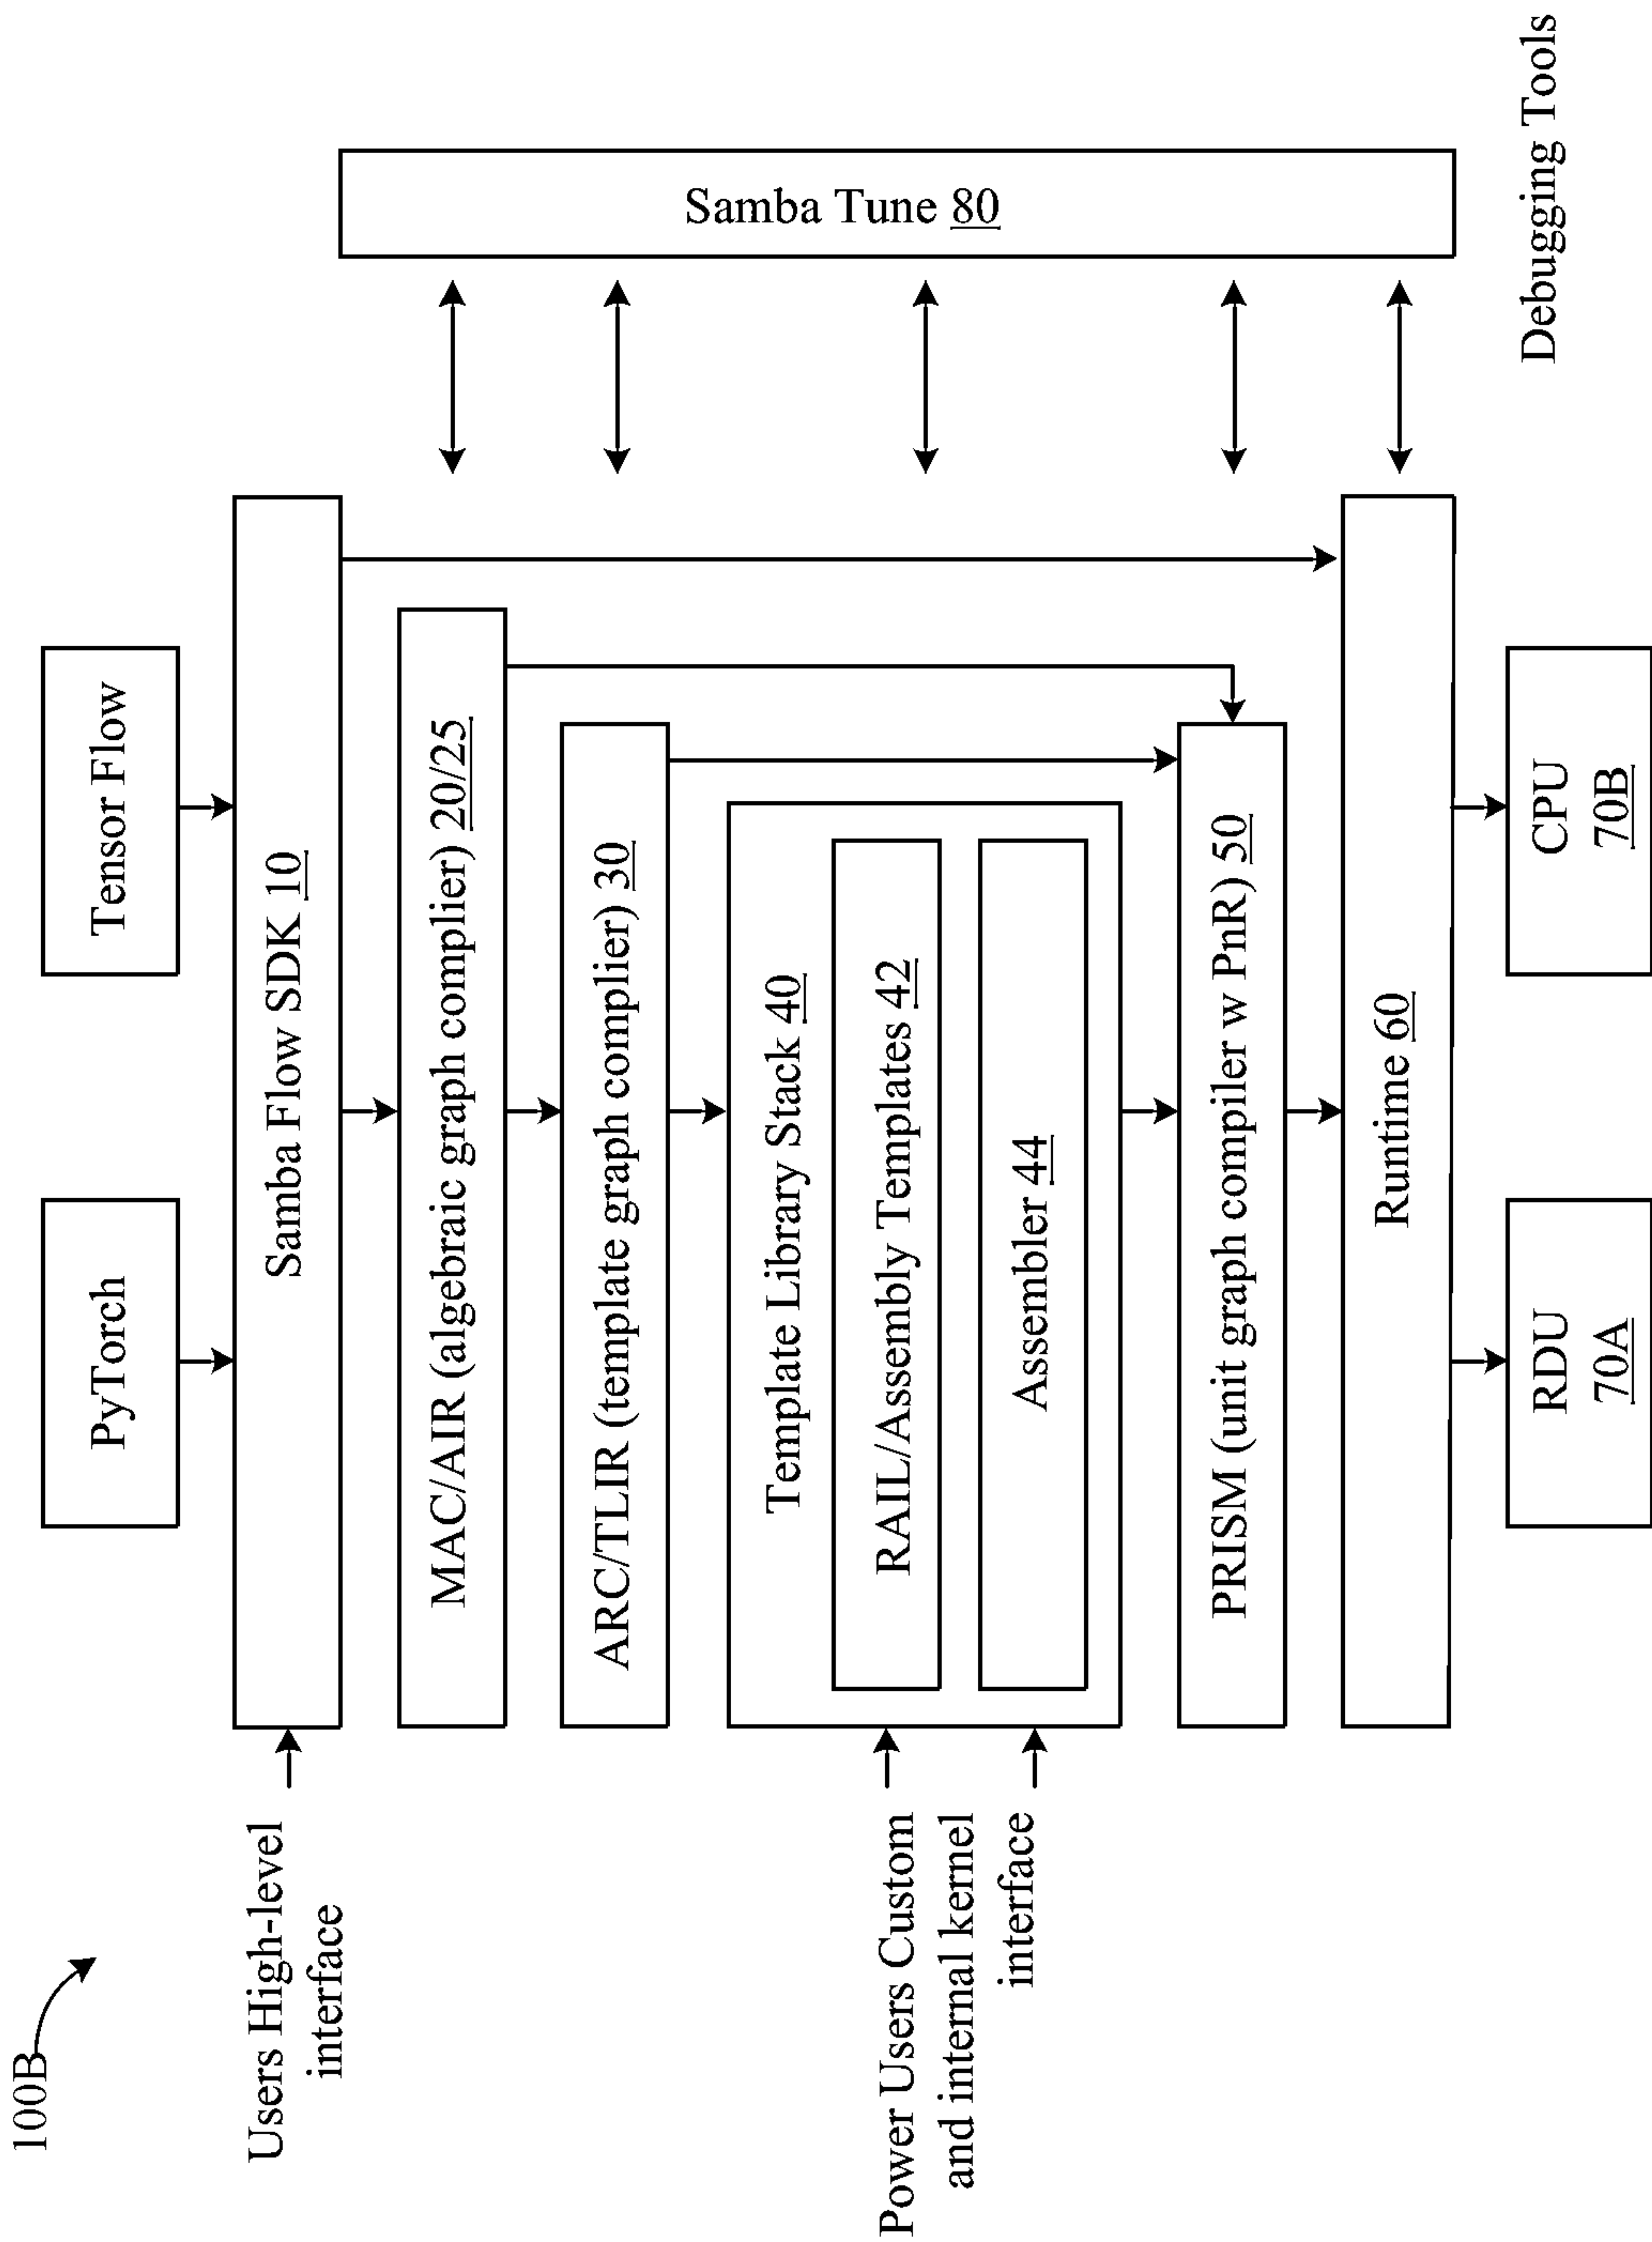 100B
PyTorch
Tensor Flow
Users High-level
interface
Samba Flow SDK 10
MAC/AIR (algebraic graph complier) 20/25
ARC/TLIR (template graph complier) 30
Template Library Stack 40
Power Users Custom
and internal kernel
interface
RAIL/Assembly Templates 42
Assembler 44
PRISM (unit graph compiler w PnR) 50
Runtime 60
RDU
70A
CPU
70B
Samba Tune 80
Debugging Tools